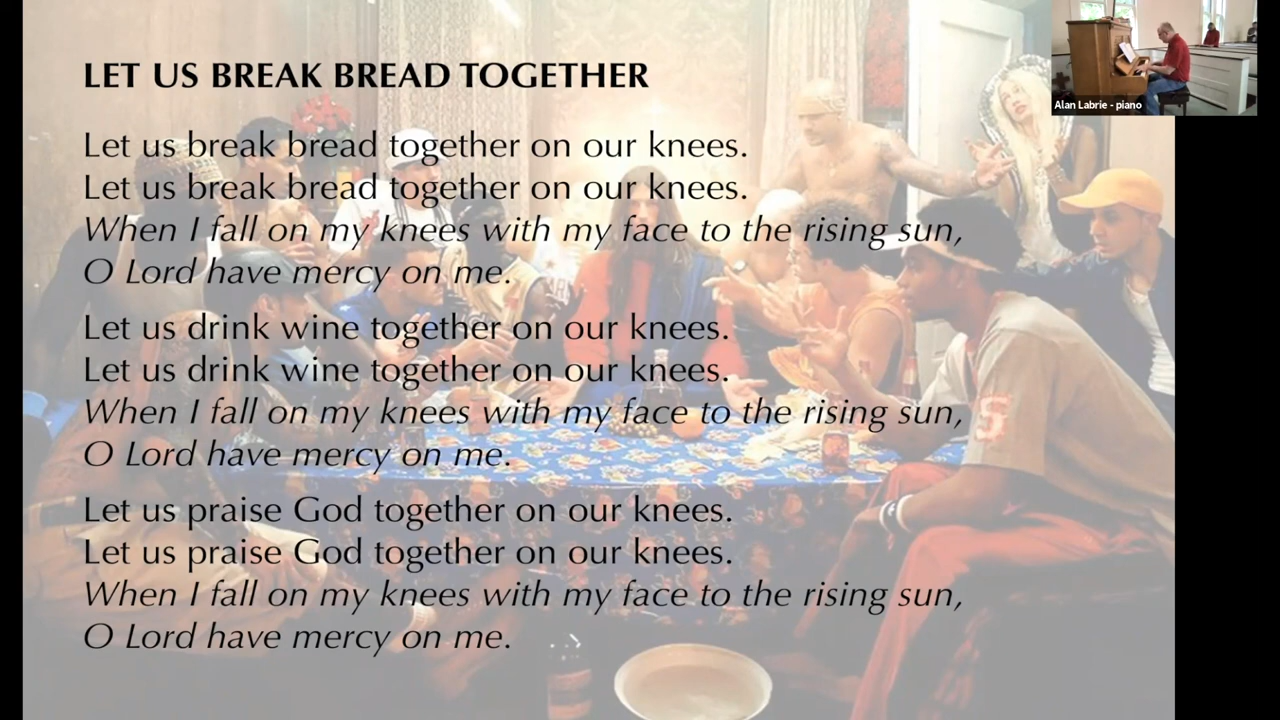 LET US BREAK BREAD TOGETHER
Let us break bread together on our knees.
Let us break bread together on our knees.
When I fall on my knees with my face to the rising sun,
O Lord have mercy on me.
Let us drink wine together on our knees.
Let us drink wine together on our knees.
When I fall on my knees with my face to the rising sun,
O Lord have mercy on me.
Let us praise God together on our knees.
Let us praise God together on our knees.
When I fall on my knees with my face to the rising sun,
O Lord have mercy on me.
Alan Labrie - piano